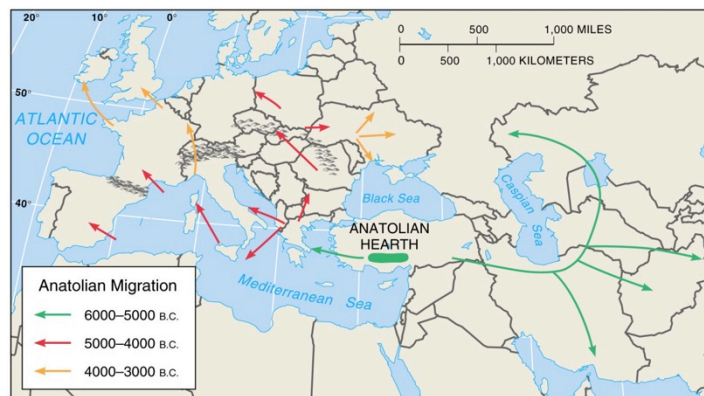 20°
10°
0°
0 500 1,000 MILES
0 500 1,000 KILOMETERS
50°
ATLANTIC
OCEAN
40°
Black Sea
Caspian Sea
ANATOLIAN
HEARTH
Mediterranean Sea
Anatolian Migration
6000–5000 B.C.
5000–4000 B.C.
4000–3000 B.C.